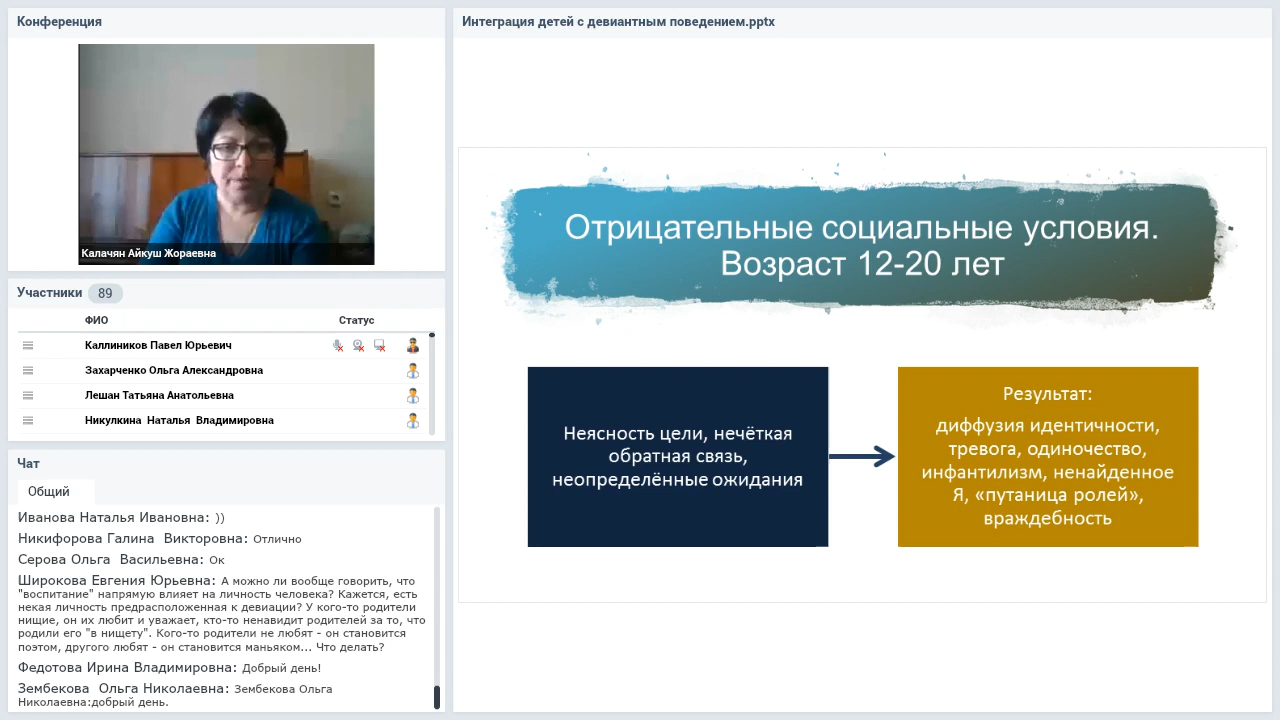 Конференция
Калачян Айкуш Жораевна
Участники 89
ФИО Статус
Каллиников Павел Юрьевич
Захарченко Ольга Александровна
Лешан Татьяна Анатольевна
Никулкина Наталья Владимировна
Чат
Общий
Иванова Наталья Ивановна: ))
Никифорова Галина Викторовна: Отлично
Серова Ольга Васильевна: Ок
Широкова Евгения Юрьевна: А можно ли вообще говорить, что
"воспитание" напрямую влияет на личность человека? Кажется, есть
некая личность предрасположенная к девиации? У кого-то родители
нищие, он их любит и уважает, кто-то ненавидит родителей за то, что
родили его "в нищету". Кого-то родители не любят - он становится
поэтом, другого любят - он становится маньяком... Что делать?
Федотова Ирина Владимировна: Добрый день!
Зембекова Ольга Николаевна: Зембекова Ольга
Николаевна:добрый день.
Интеграция детей с девиантным поведением.pptx
Отрицательные социальные условия.
Возраст 12-20 лет
Неясность цели, нечёткая
обратная связь,
неопределённые ожидания
Результат:
диффузия идентичности,
тревога, одиночество,
инфантилизм, ненайденное
Я, «путаница ролей»,
враждебность